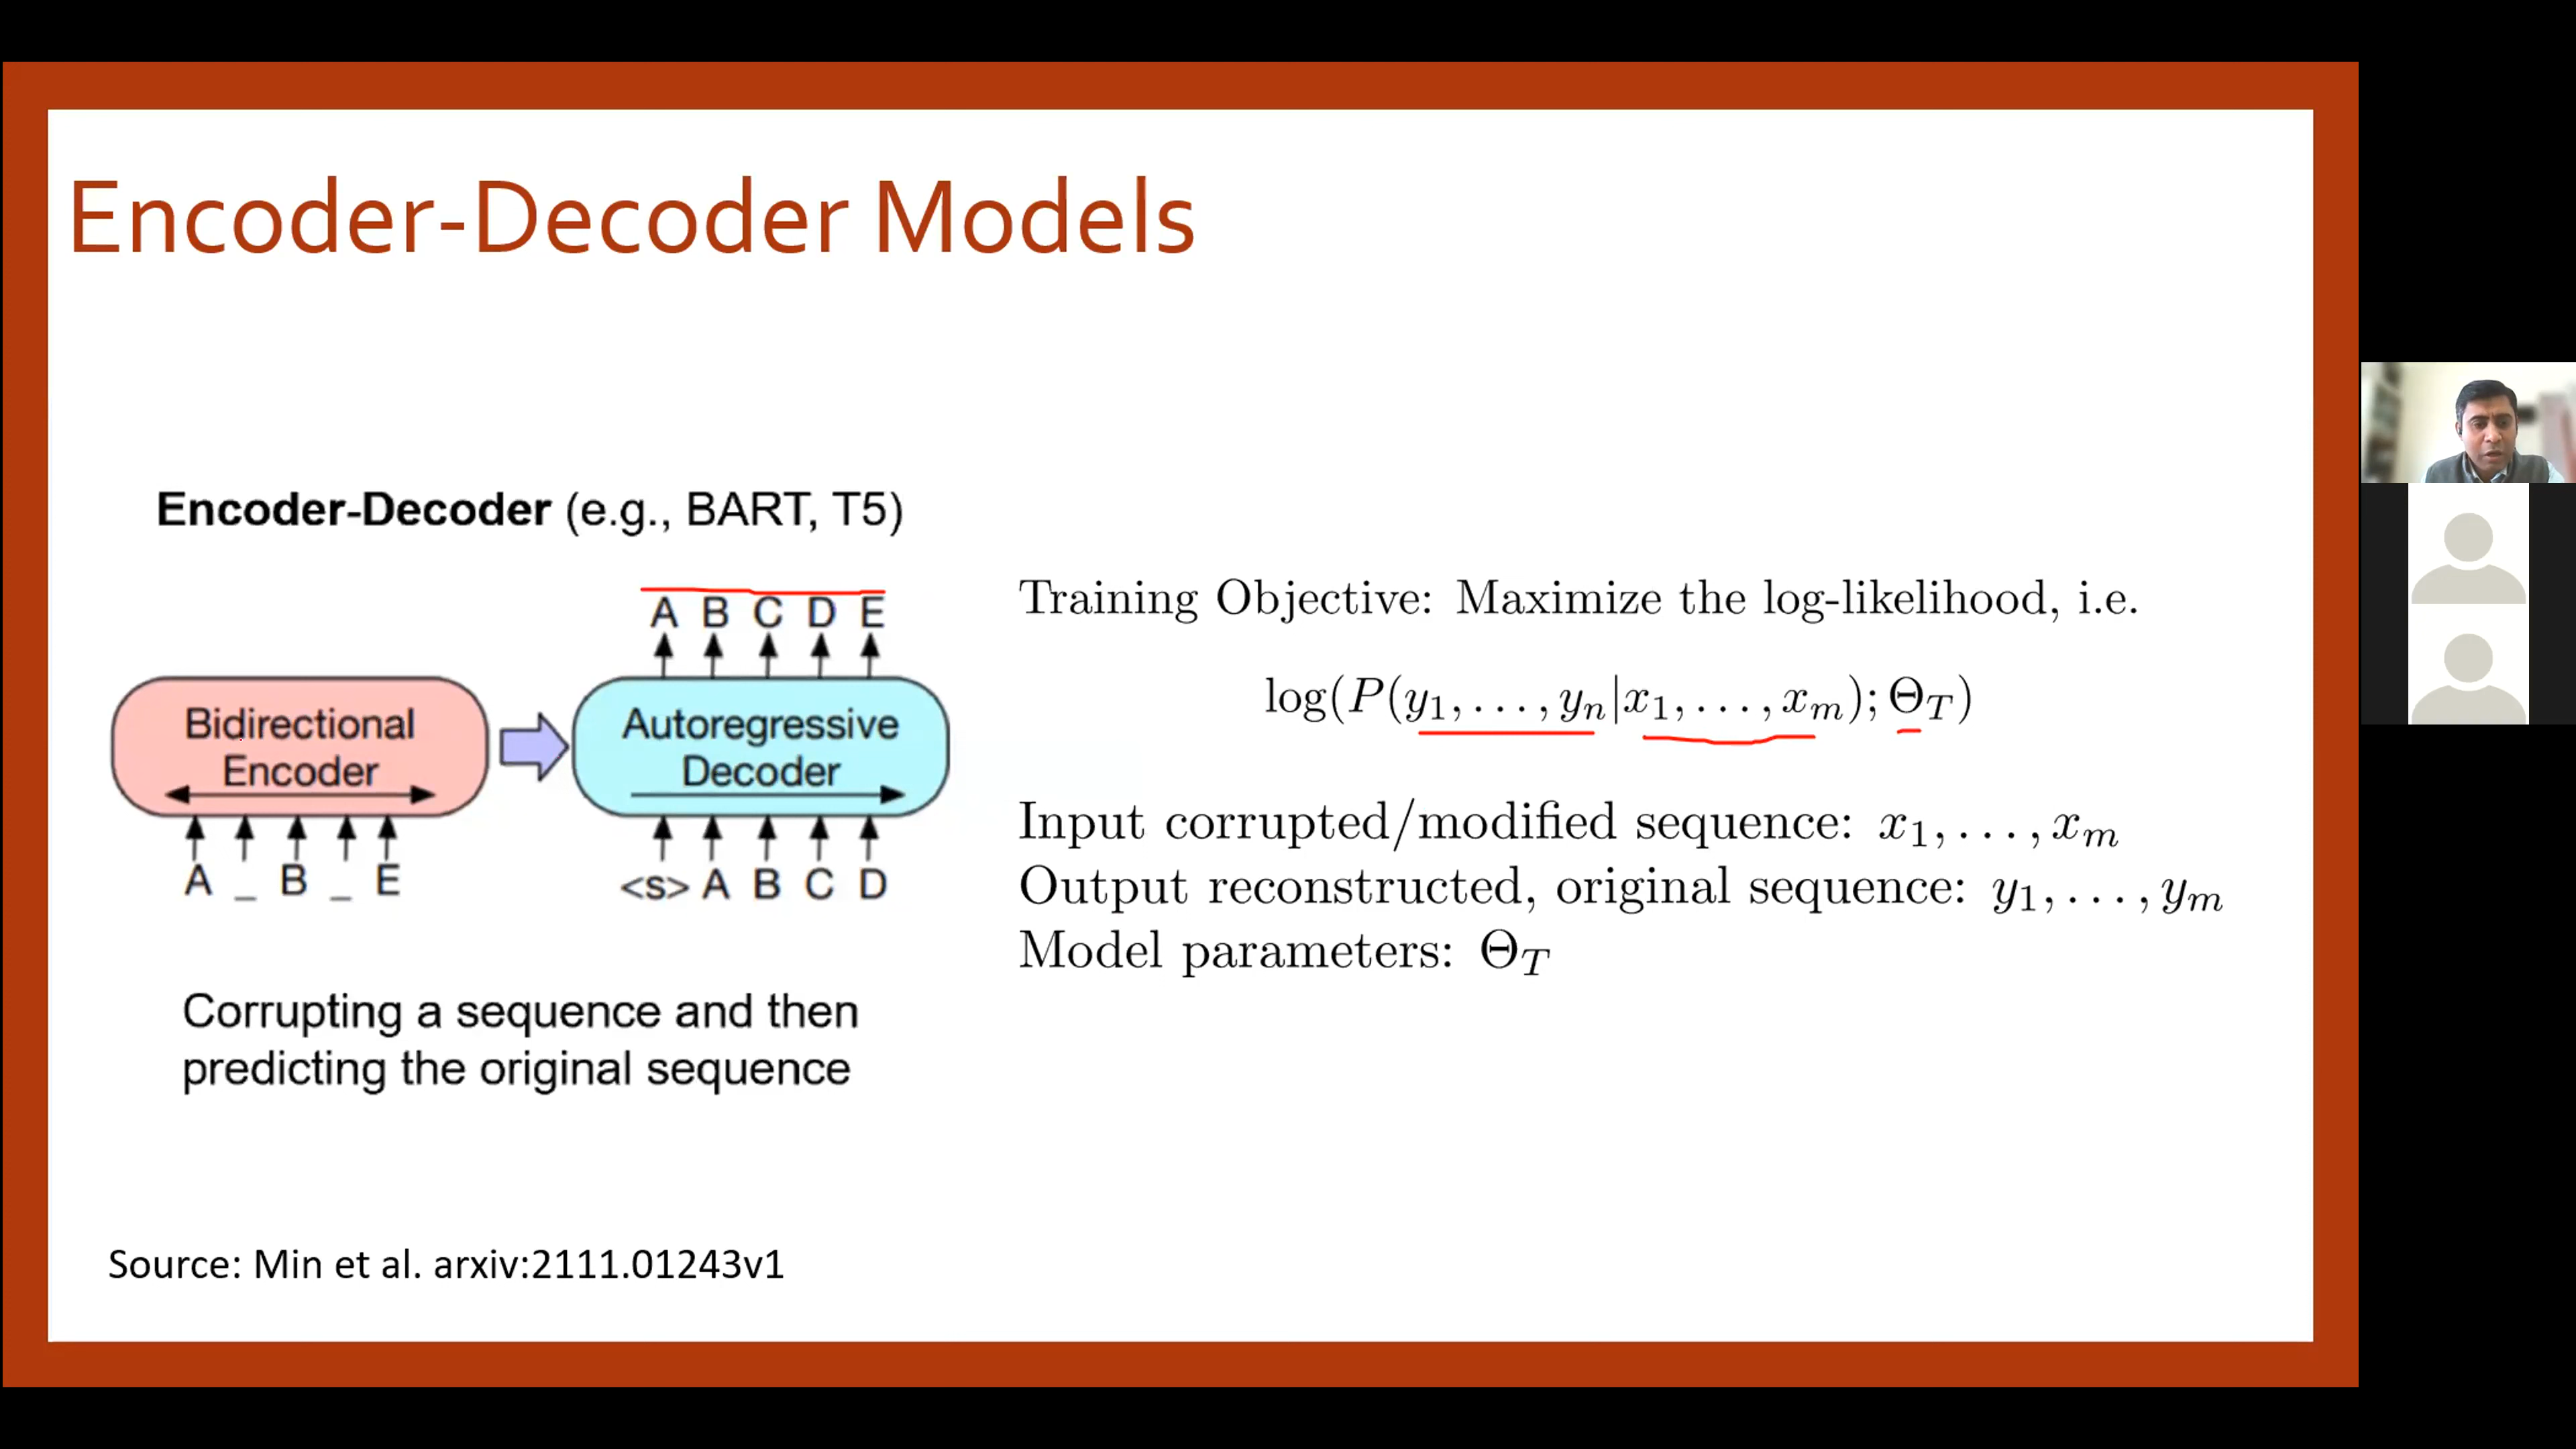 Encoder-Decoder Models
Encoder-Decoder (e.g., BART, T5)
A B C D E
Bidirectional
Encoder
Autoregressive
Decoder
A _ B _ E
<s> A B C D
Corrupting a sequence and then
predicting the original sequence
Training Objective: Maximize the log-likelihood, i.e.
log(P(y₁, . . . , yₙ|x₁, . . . , xₘ); Θ_T)
Input corrupted/modified sequence: x₁, . . . , xₘ
Output reconstructed, original sequence: y₁, . . . , yₘ
Model parameters: Θ_T
Source: Min et al. arxiv:2111.01243v1